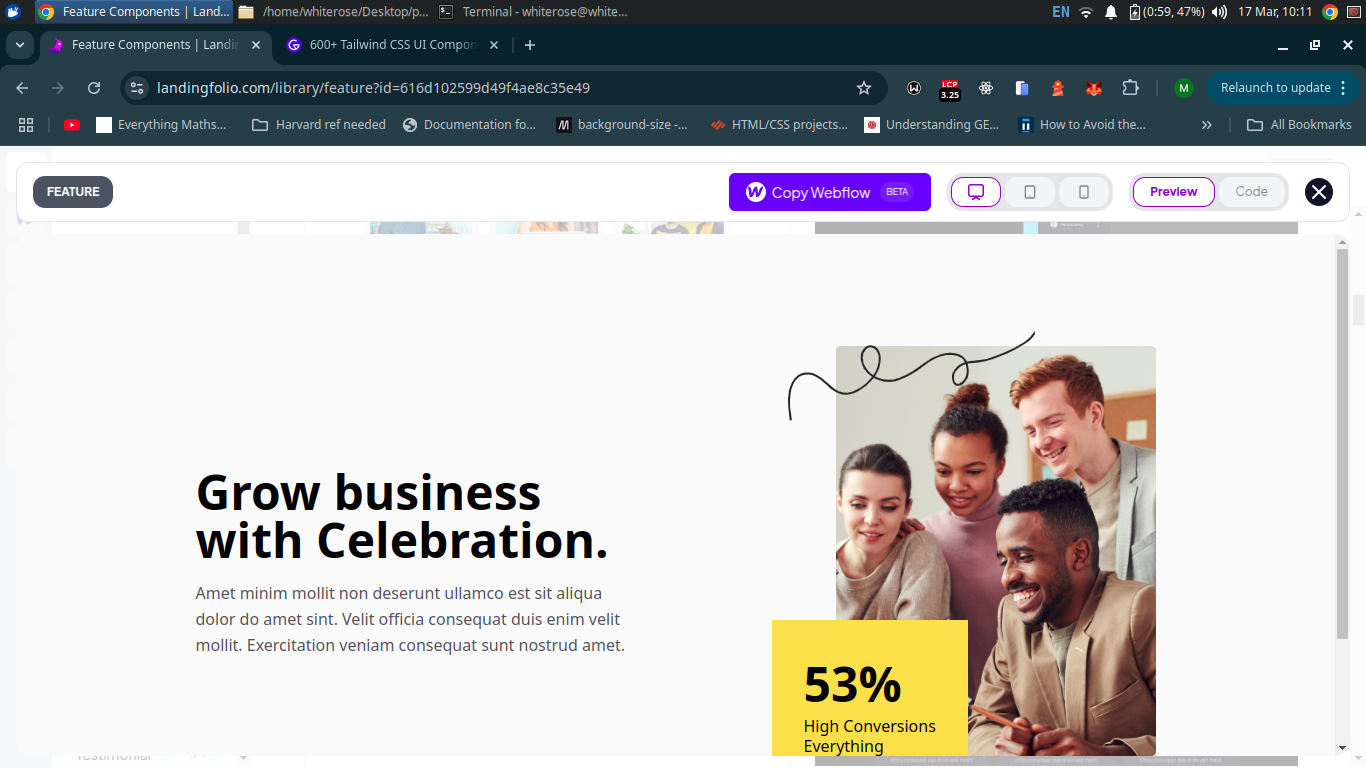 Feature Components | Land...
/home/whiterose/Desktop/p...
Terminal - whiterose@white...
EN
(0:59, 47%)
17 Mar, 10:11
Feature Components | Landin
600+ Tailwind CSS UI Compon
landingfolio.com/library/feature?id=616d102599d49f4ae8c35e49
LCP
3.25
M
Relaunch to update
Everything Maths...
Harvard ref needed
Documentation fo...
background-size -...
HTML/CSS projects...
Understanding GE...
How to Avoid the...
All Bookmarks
FEATURE
Copy Webflow
BETA
Preview
Code
Grow business
with Celebration.
Amet minim mollit non deserunt ullamco est sit aliqua
dolor do amet sint. Velit officia consequat duis enim velit
mollit. Exercitation veniam consequat sunt nostrud amet.
53%
High Conversions
Everything
Testimonial